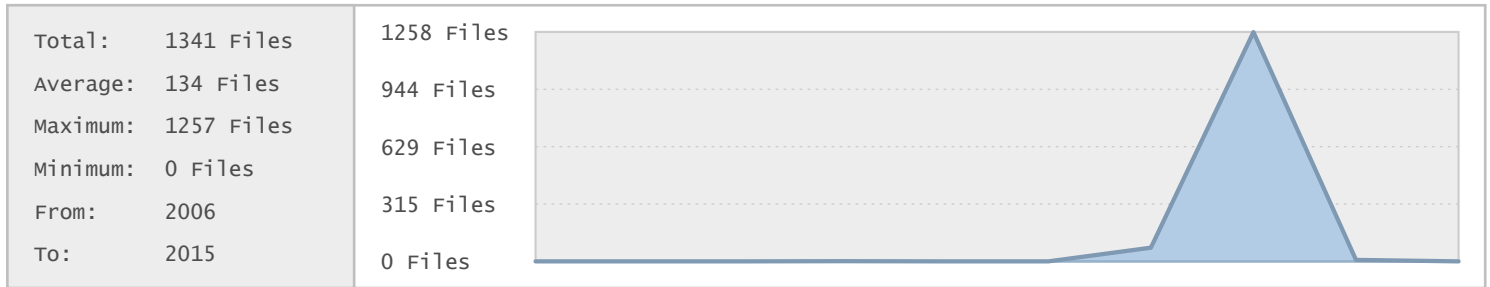 Total: 1341 Files
Average: 134 Files
Maximum: 1257 Files
Minimum: 0 Files
From: 2006
To: 2015
1258 Files
944 Files
629 Files
315 Files
0 Files